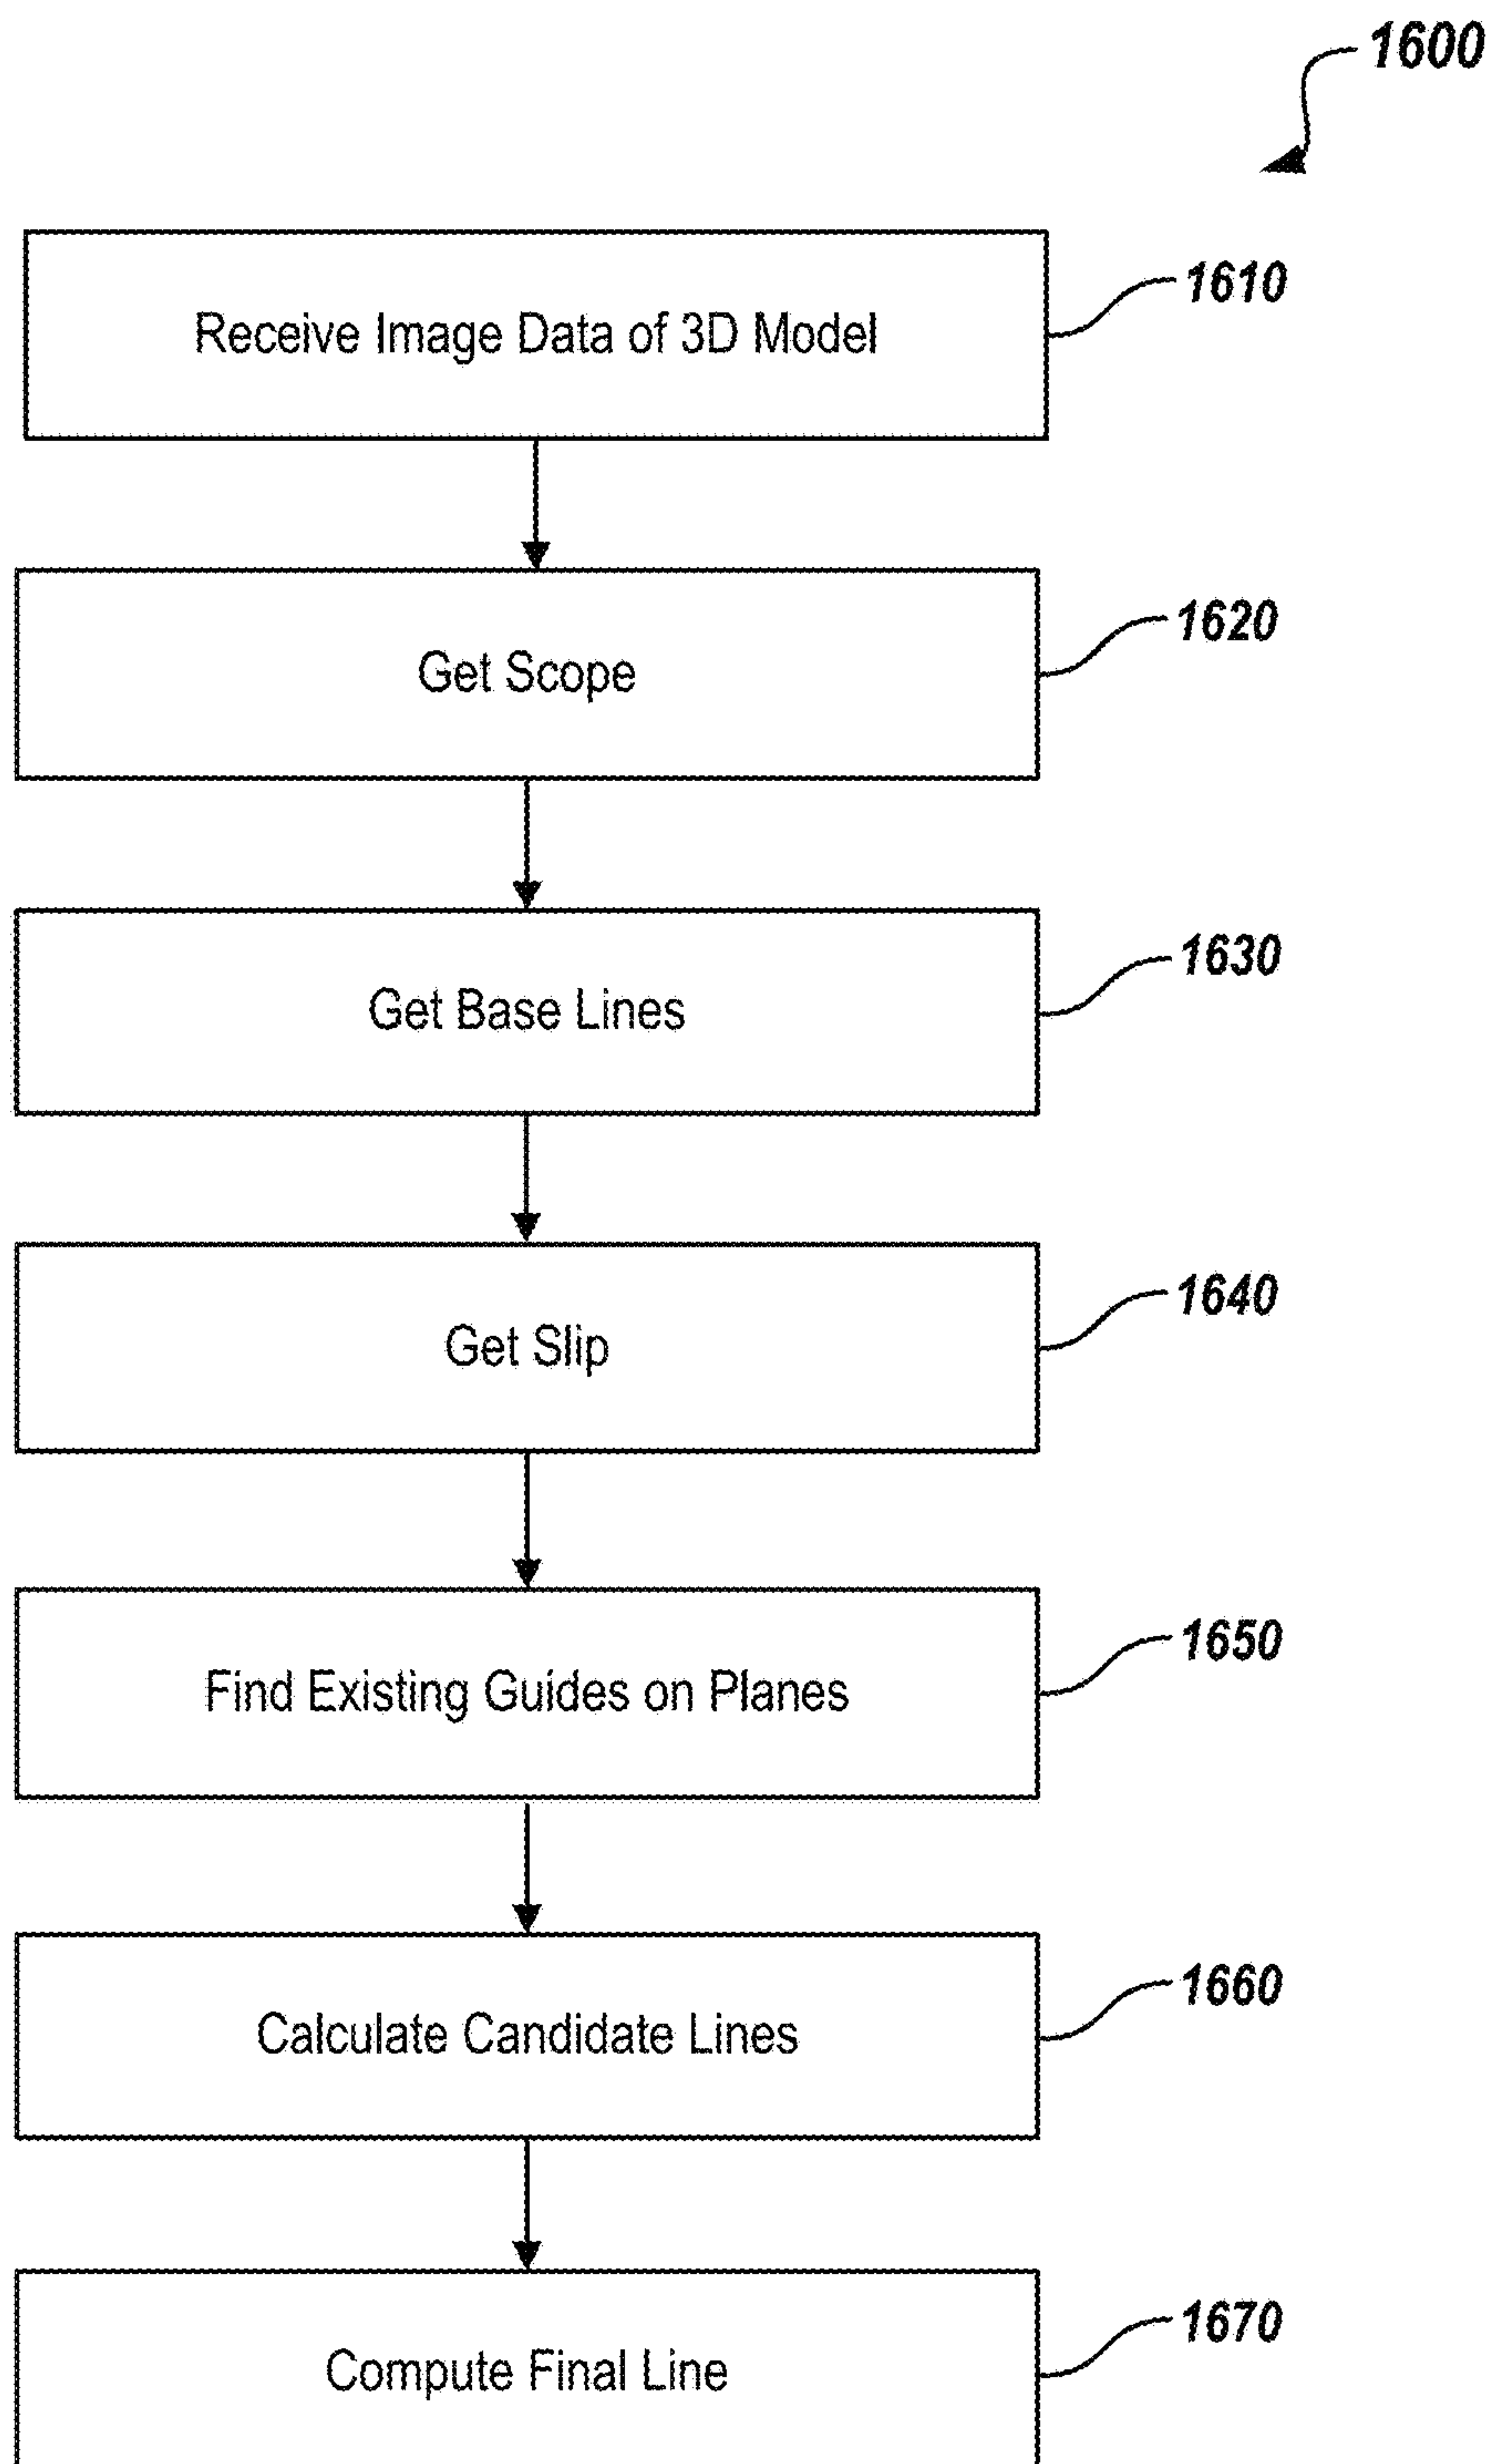 1600
Receive Image Data of 3D Model
1610
Get Scope
1620
Get Base Lines
1630
Get Slip
1640
Find Existing Guides on Planes
1650
Calculate Candidate Lines
1660
Compute Final Line
1670